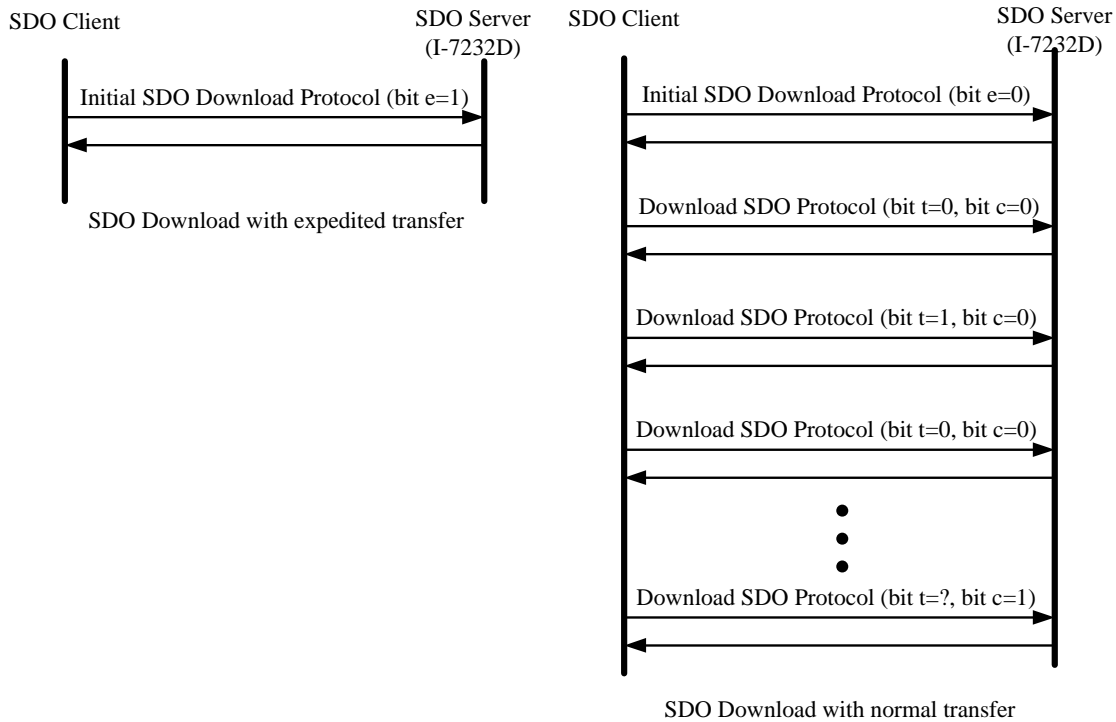 SDO Client
SDO Server
(I-7232D)
Initial SDO Download Protocol (bit e=1)
SDO Download with expedited transfer
SDO Client
SDO Server
(I-7232D)
Initial SDO Download Protocol (bit e=0)
Download SDO Protocol (bit t=0, bit c=0)
Download SDO Protocol (bit t=1, bit c=0)
Download SDO Protocol (bit t=0, bit c=0)
Download SDO Protocol (bit t=?, bit c=1)
SDO Download with normal transfer